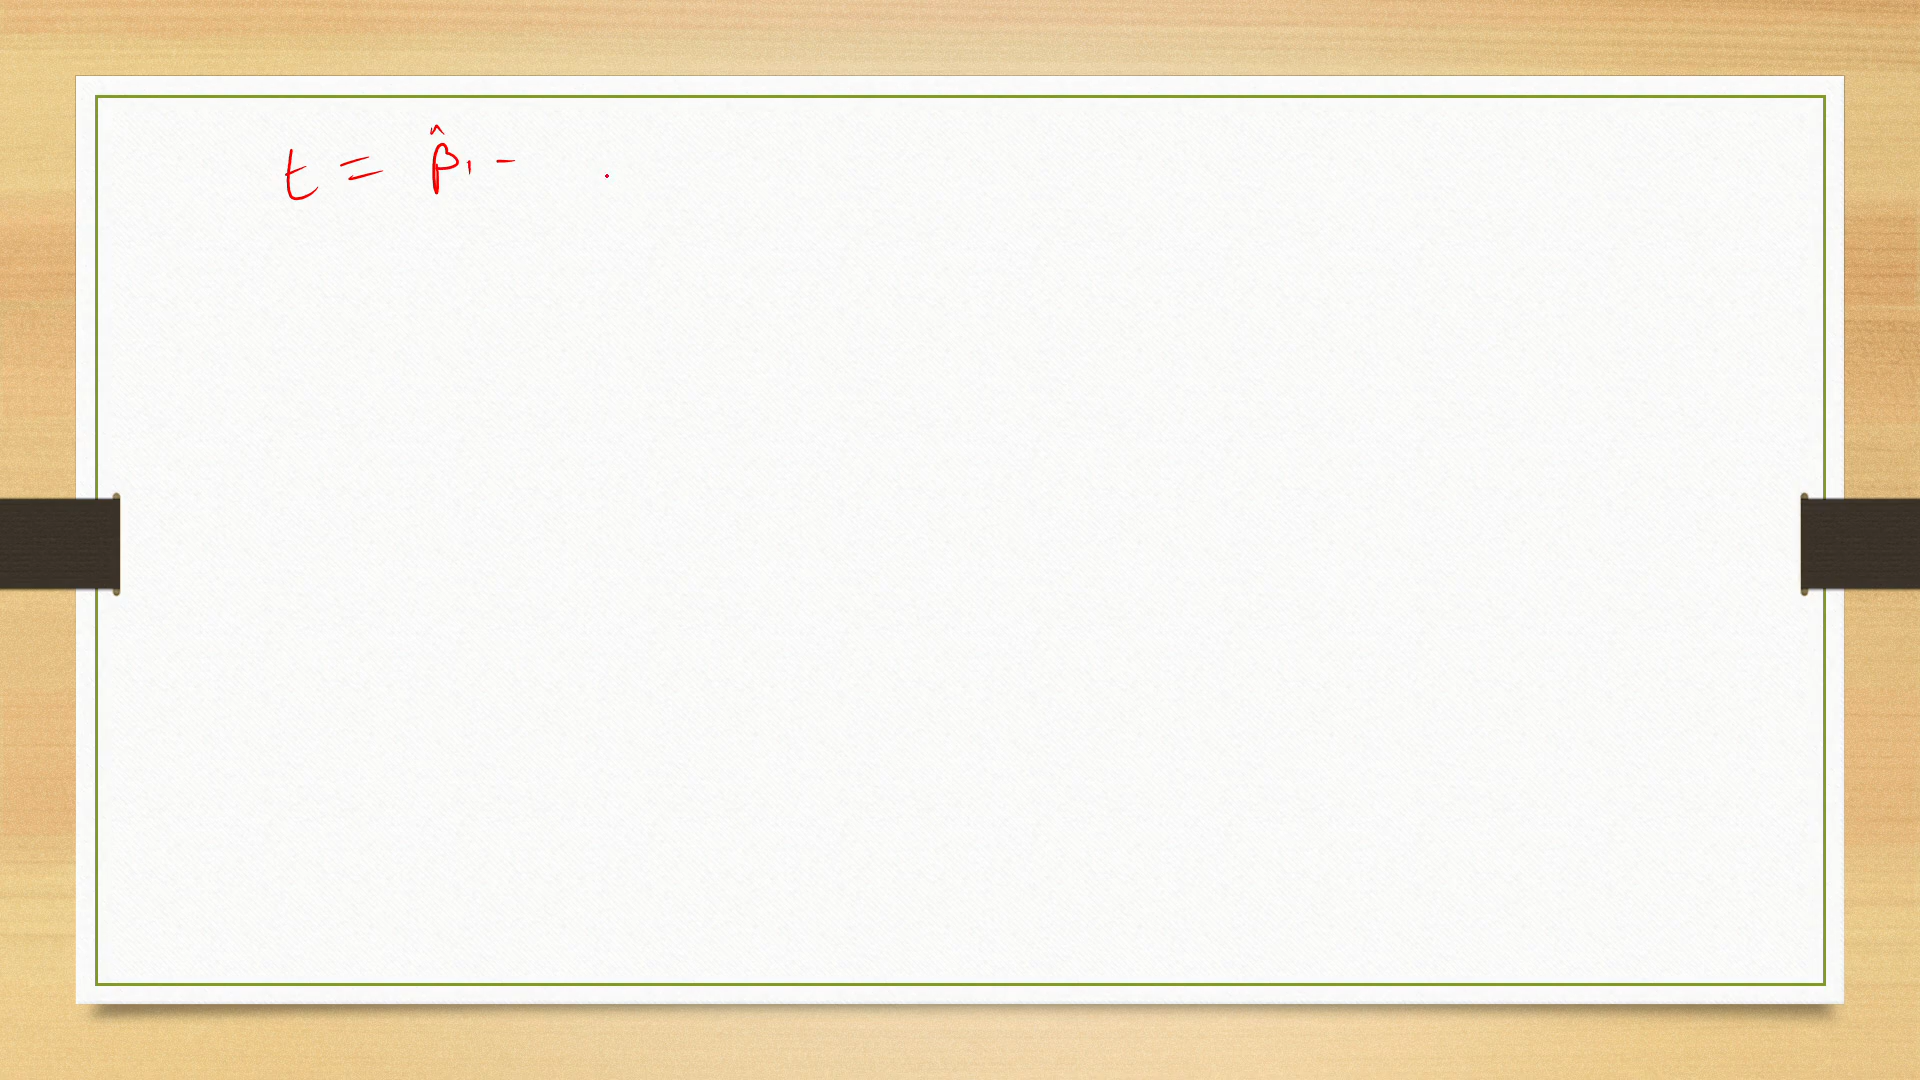 t = β̂₁ -